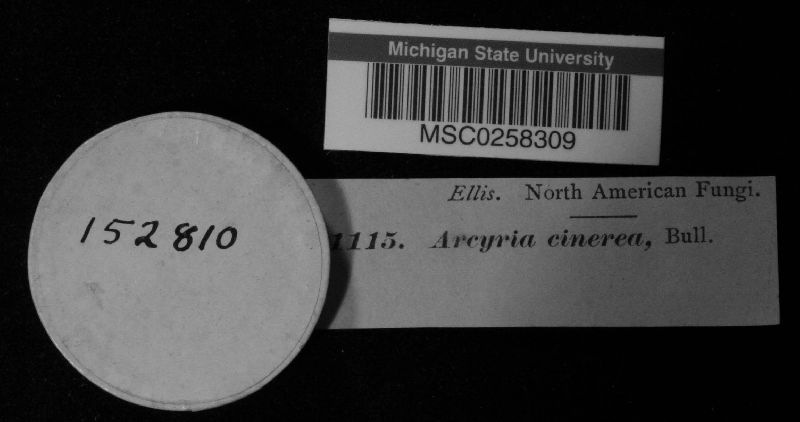 Michigan State University
MSC0258309
Ellis. North American Fungi.
1115. Arcyria cinerea, Bull.
152810